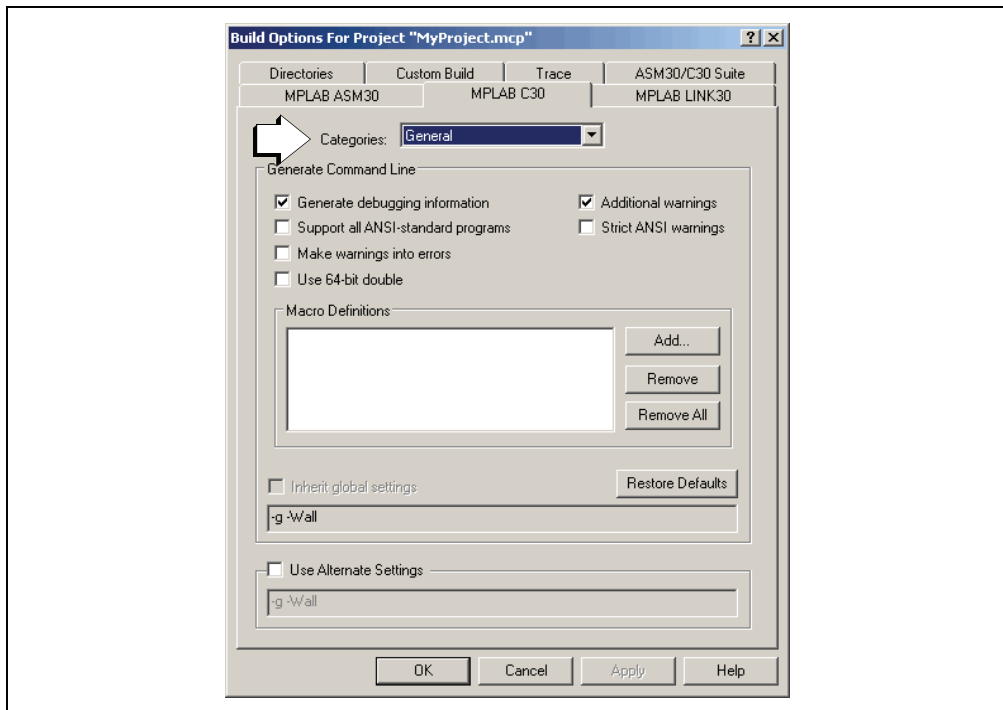 Build Options For Project "MyProject.mcp"
Directories Custom Build Trace ASM30/C30 Suite
MPLAB ASM30 MPLAB C30 MPLAB LINK30
Categories: General
Generate Command Line
Generate debugging information Additional warnings
Support all ANSI-standard programs Strict ANSI warnings
Make warnings into errors
Use 64-bit double
Macro Definitions
Add...
Remove
Remove All
Inherit global settings Restore Defaults
-g -Wall
Use Alternate Settings
-g -Wall
OK Cancel Apply Help